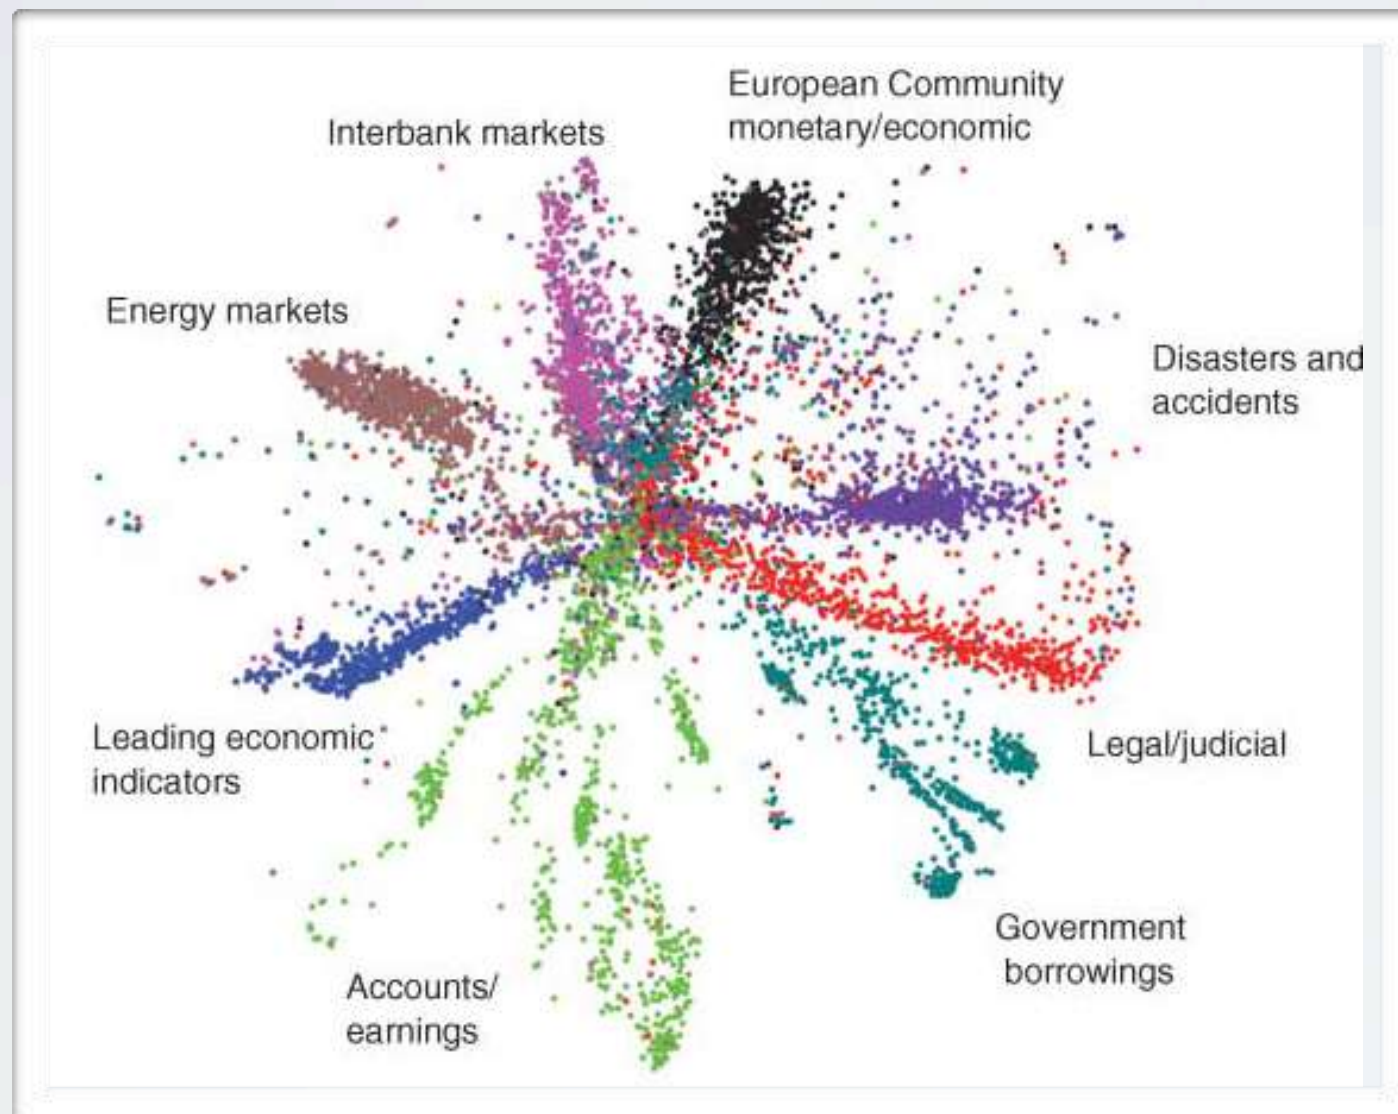 European Community
monetary/economic
Interbank markets
Energy markets
Disasters and
accidents
Leading economic
indicators
Legal/judicial
Government
borrowings
Accounts/
earnings